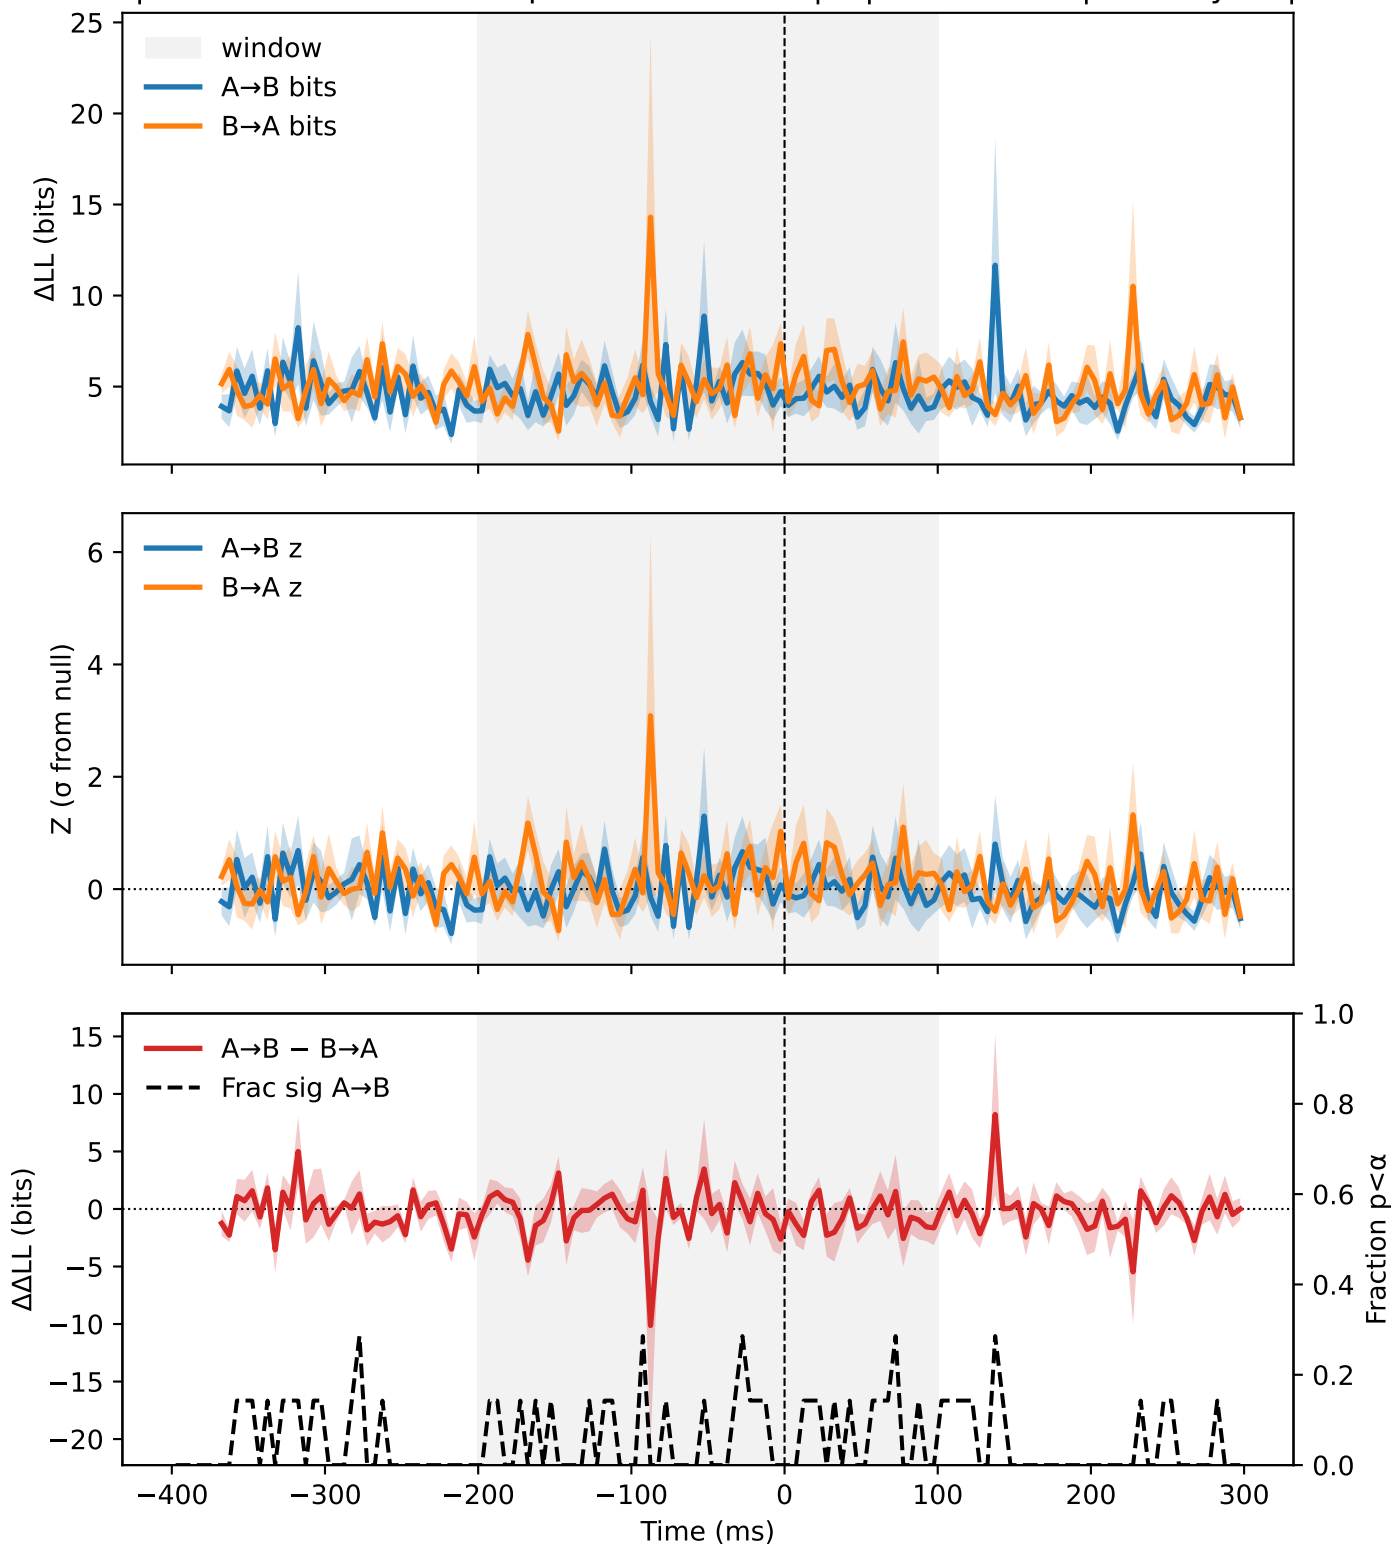 25
20
15
10
5
ΔLL (bits)
window
A→B bits
B→A bits
6
4
2
0
Z (σ from null)
A→B z
B→A z
15
10
5
0
−5
−10
−15
−20
ΔΔLL (bits)
A→B − B→A
Frac sig A→B
1.0
0.8
0.6
0.4
0.2
0.0
Fraction p<α
−400 −300 −200 −100 0 100 200 300
Time (ms)